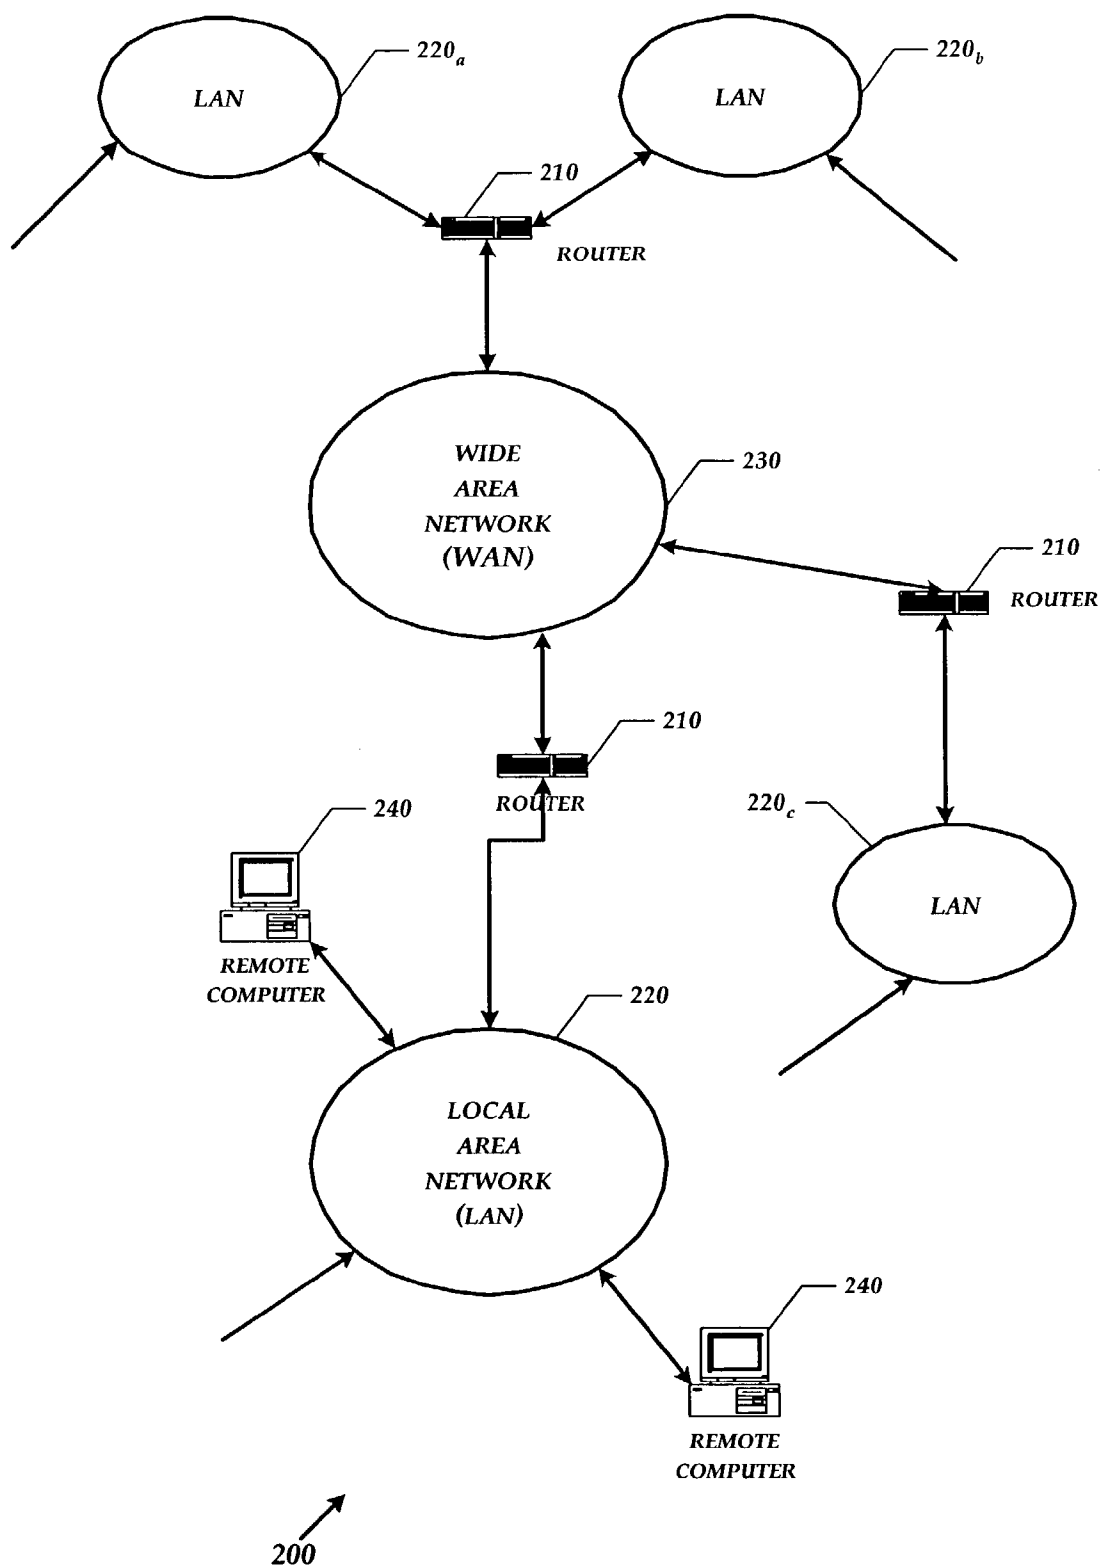 220a
220b
LAN
LAN
210
ROUTER
WIDE
AREA
NETWORK
(WAN)
230
210
ROUTER
210
ROUTER
240
REMOTE
COMPUTER
220c
LAN
220
LOCAL
AREA
NETWORK
(LAN)
240
REMOTE
COMPUTER
200